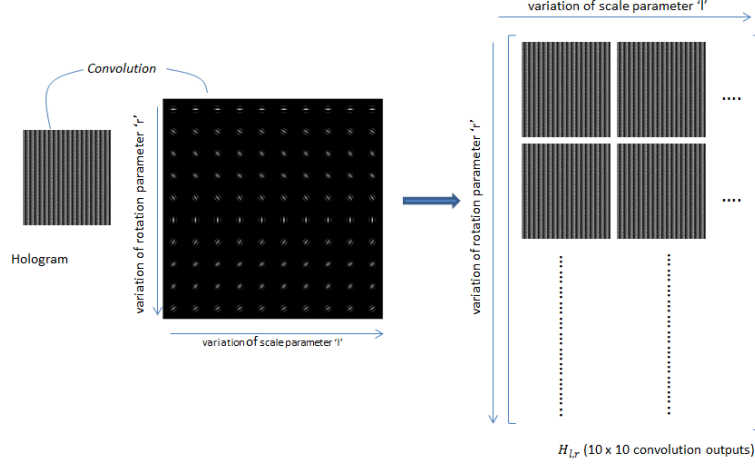 variation of scale parameter 'l'
Convolution
variation of rotation parameter 'r'
Hologram
variation of scale parameter 'l'
variation of rotation parameter 'r'
....
....
H_{l,r} (10 x 10 convolution outputs)